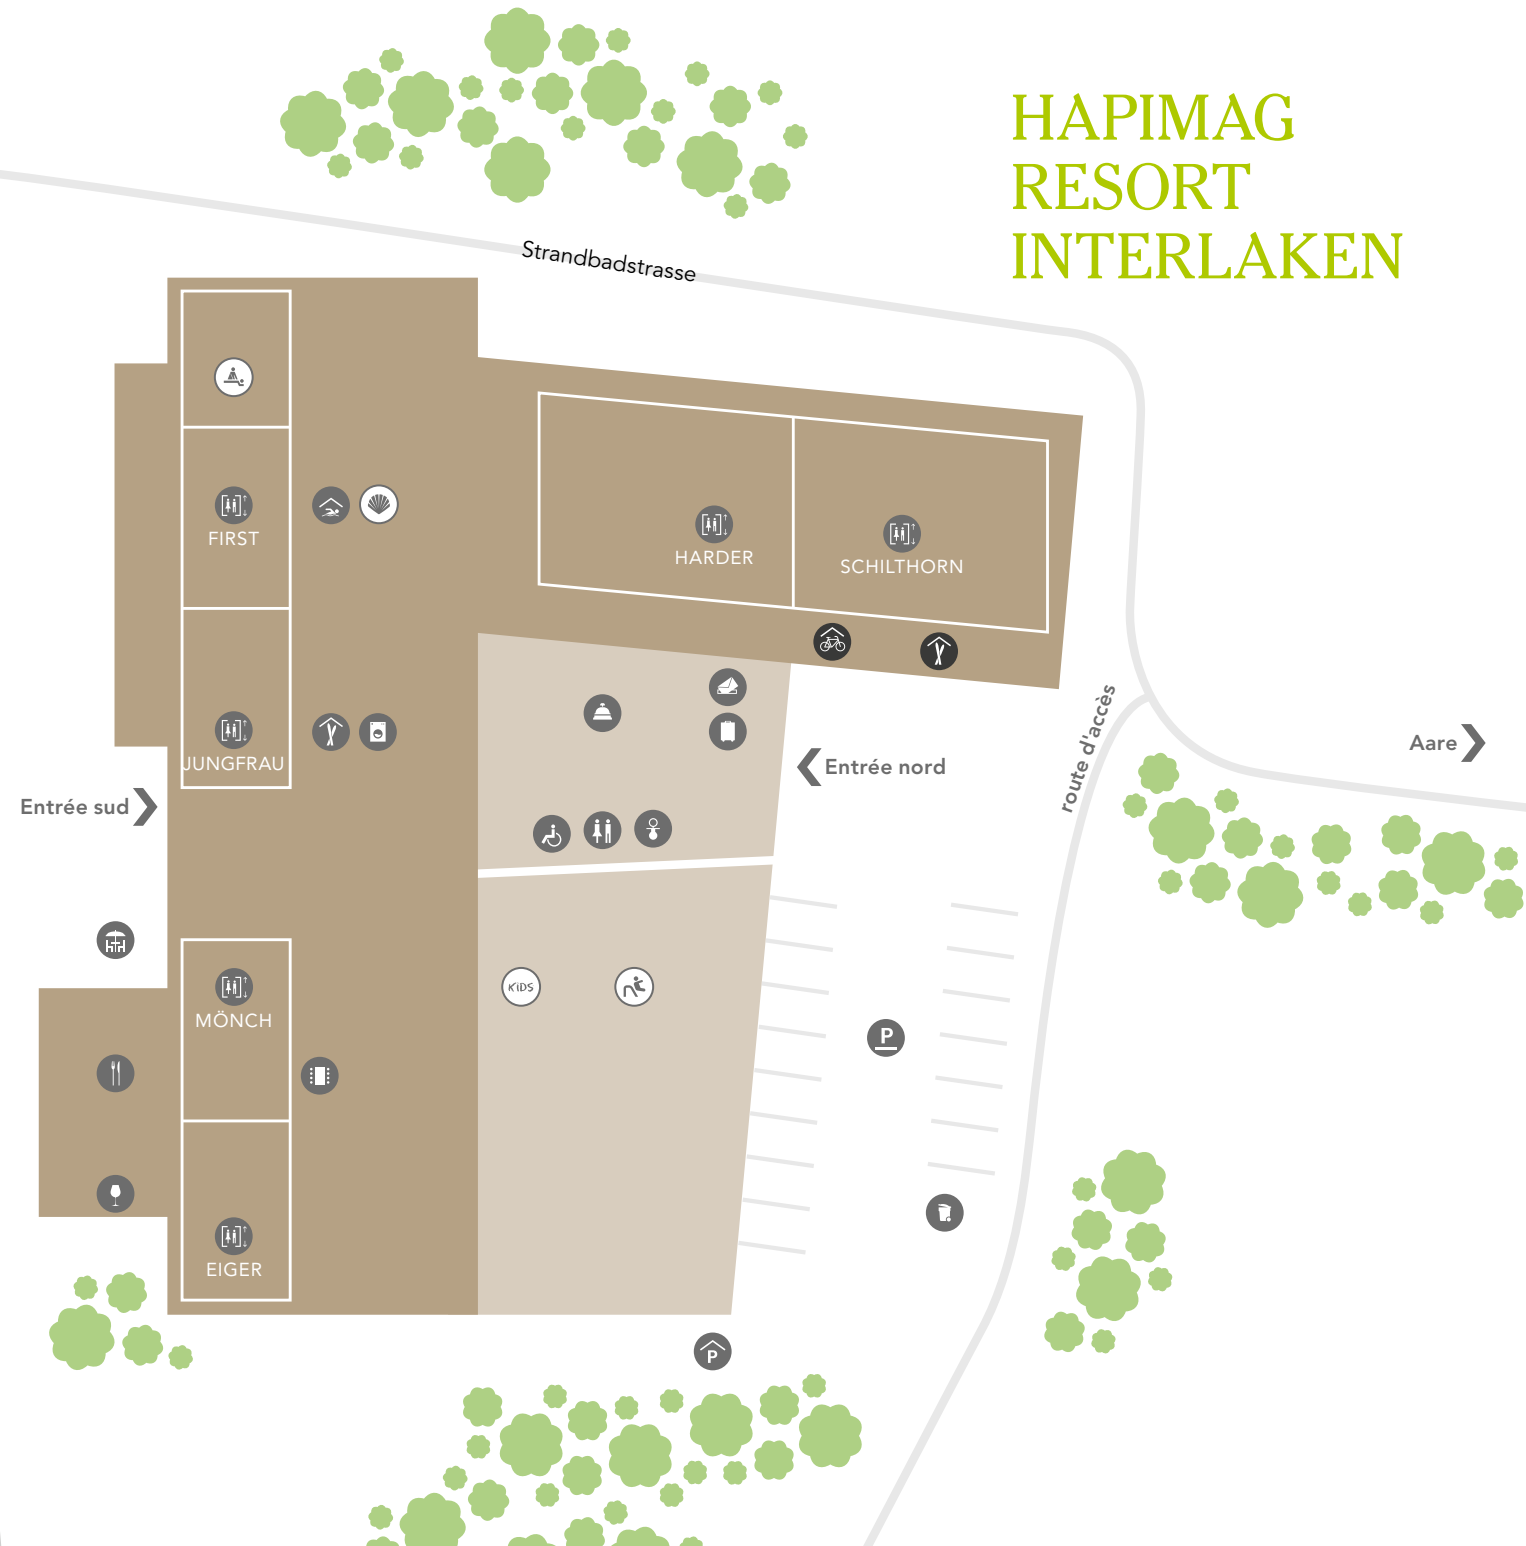 HAPIMAG
RESORT
INTERLAKEN
Strandbadstrasse
FIRST
HARDER
SCHILTHORN
JUNGFRAU
route d'accès
Aare
Entrée nord
Entrée sud
KIDS
MÖNCH
P
EIGER
P